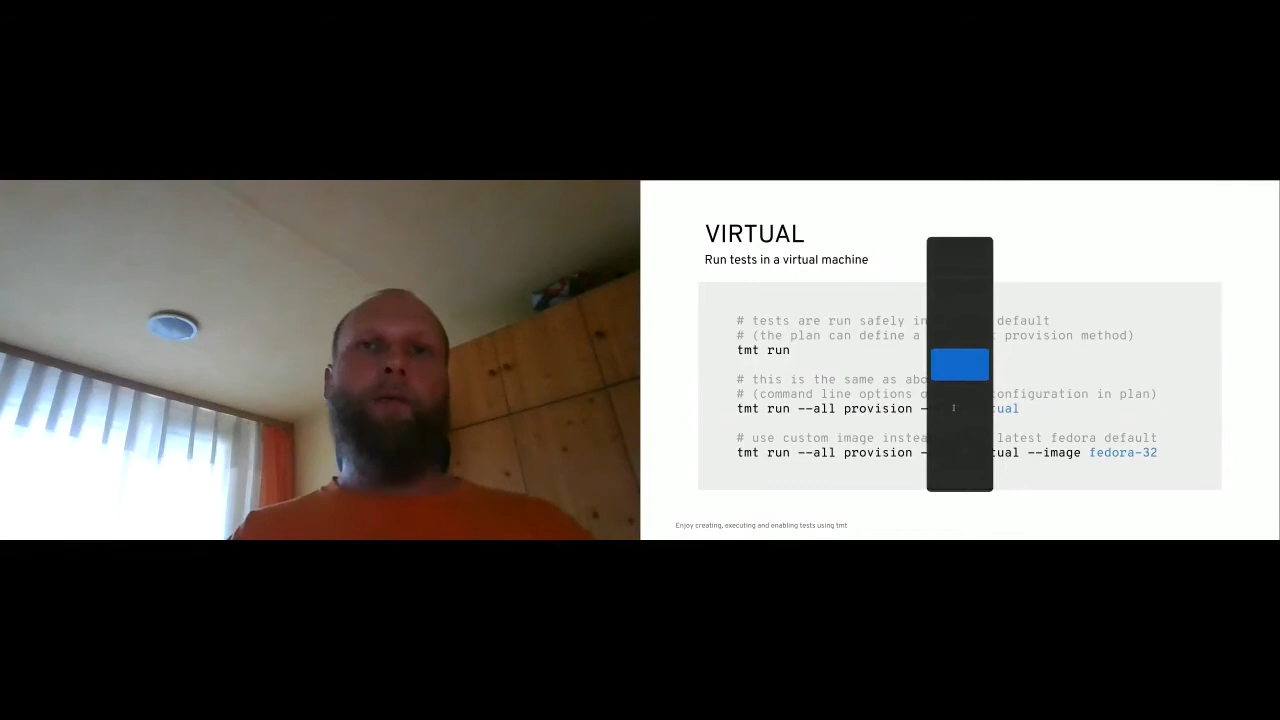 VIRTUAL
Run tests in a virtual machine
# tests are run safely in default
# (the plan can define a provision method)
tmt run
# this is the same as abo
# (command line options o configuration in plan)
tmt run --all provision - tual
# use custom image instea latest fedora default
tmt run --all provision - tual --image fedora-32
Enjoy creating, executing and enabling tests using tmt